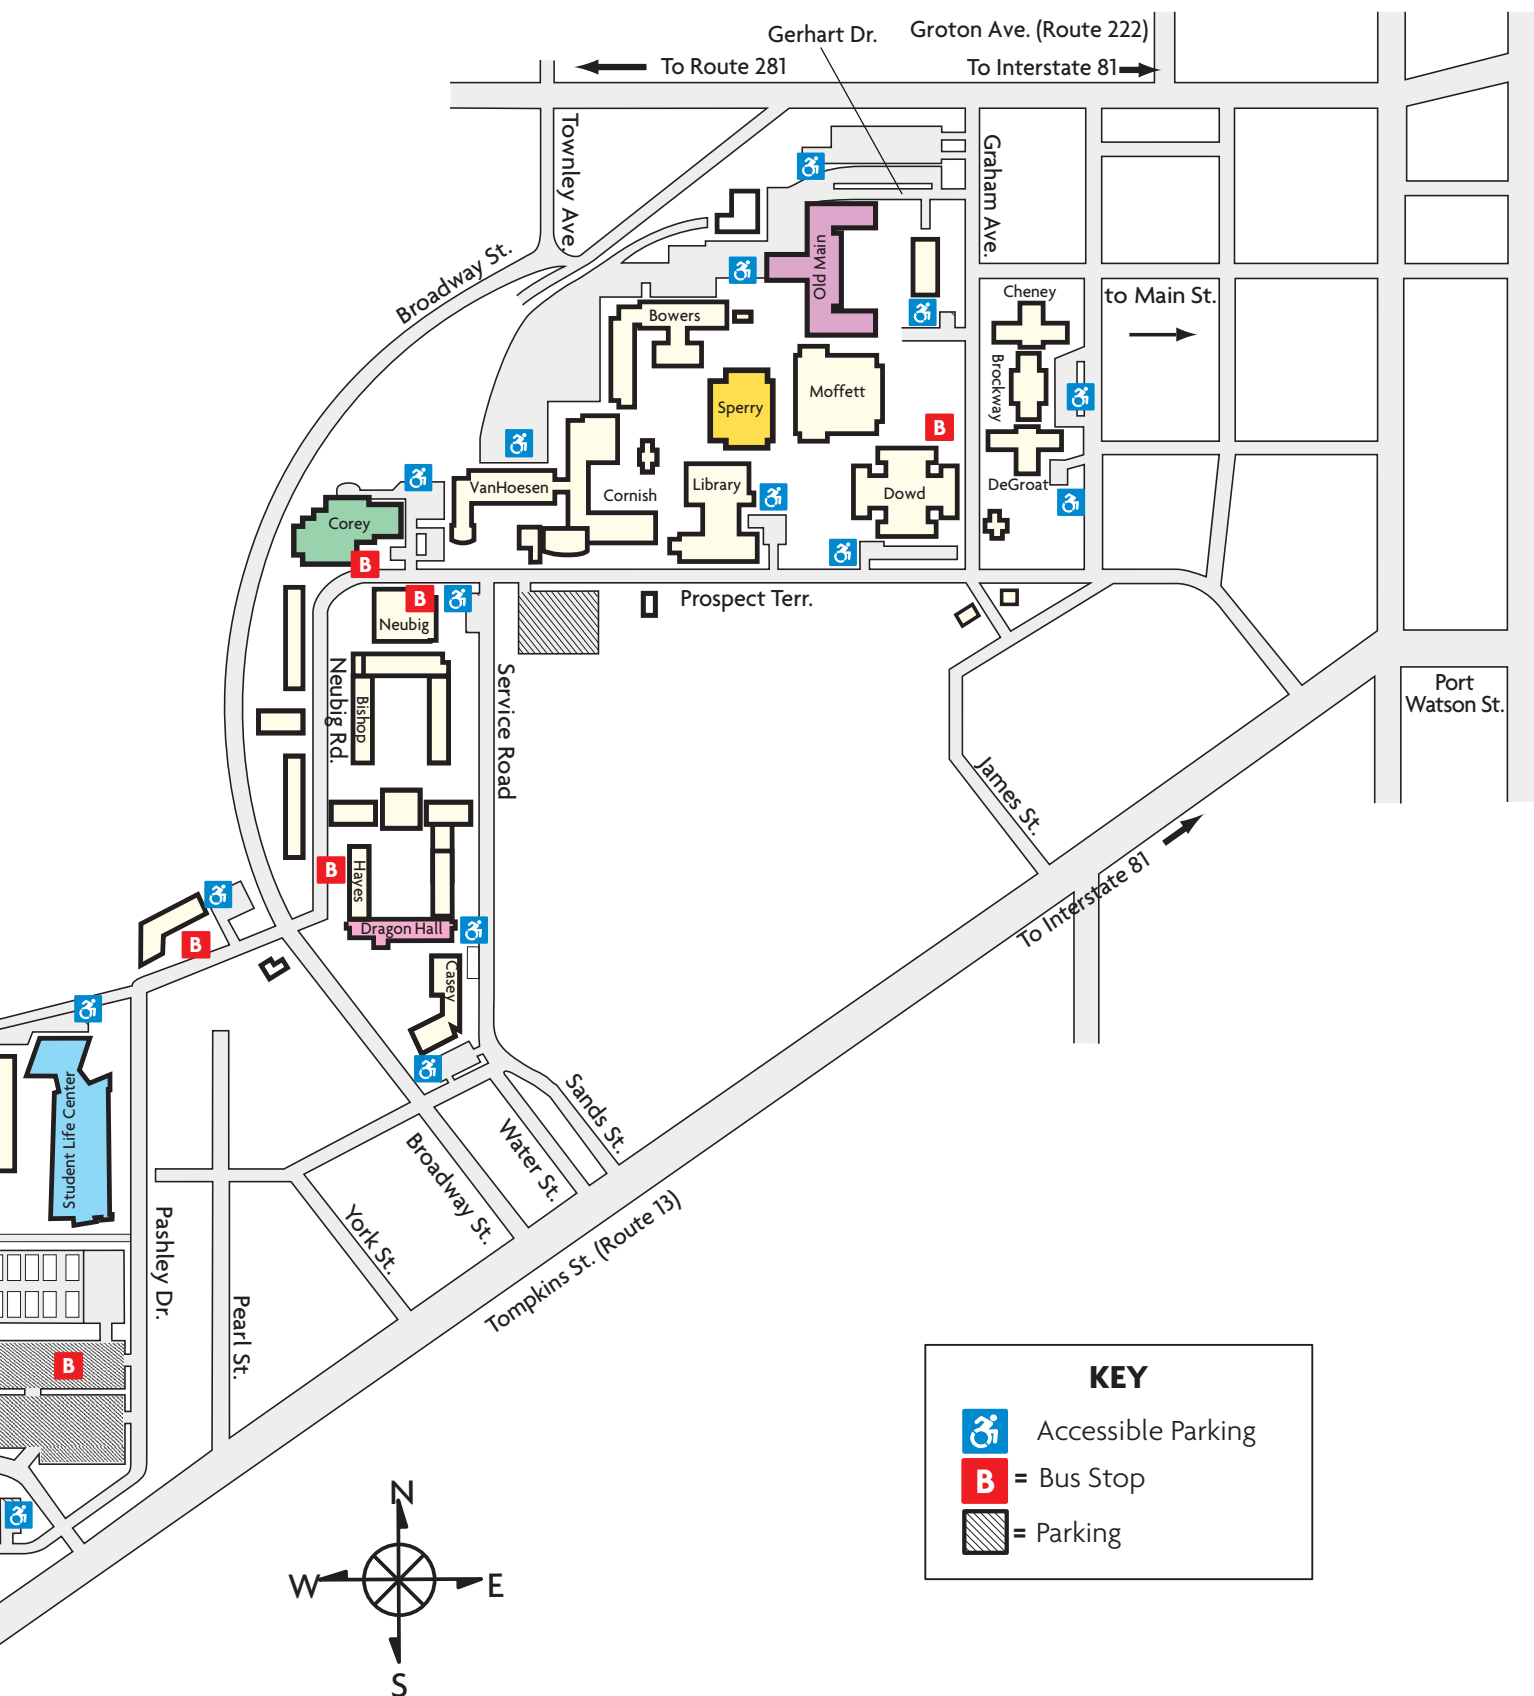 Gerhart Dr.
Groton Ave. (Route 222)
To Route 281
To Interstate 81
Townley Ave.
Graham Ave.
Broadway St.
Old Main
Cheney
to Main St.
Bowers
Brockway
Moffett
Sperry
B
DeGroat
VanHoesen
Cornish
Library
Dowd
Corey
B
B
Neubig
Prospect Terr.
Neubig Rd.
Bishop
Service Road
Port
Watson St.
James St.
B
Hayes
Dragon Hall
To Interstate 81
B
Casey
Student Life Center
Sands St.
Water St.
Broadway St.
York St.
Tompkins St. (Route 13)
Pashley Dr.
Pearl St.
B
KEY
Accessible Parking
B = Bus Stop
= Parking
N
W E
S